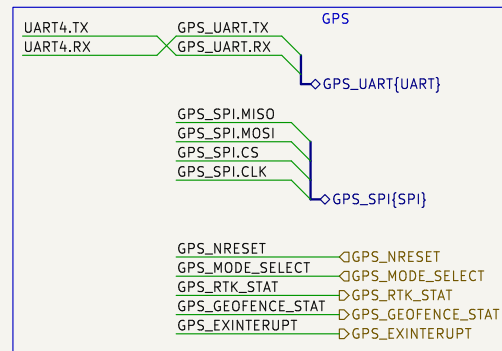 GPS
UART4.TX GPS_UART.TX
UART4.RX GPS_UART.RX
GPS_UART{UART}
GPS_SPI.MISO
GPS_SPI.MOSI
GPS_SPI.CS
GPS_SPI.CLK
GPS_SPI{SPI}
GPS_NRESET GPS_NRESET
GPS_MODE_SELECT GPS_MODE_SELECT
GPS_RTK_STAT GPS_RTK_STAT
GPS_GEOFENCE_STAT GPS_GEOFENCE_STAT
GPS_EXINTERUPT GPS_EXINTERUPT